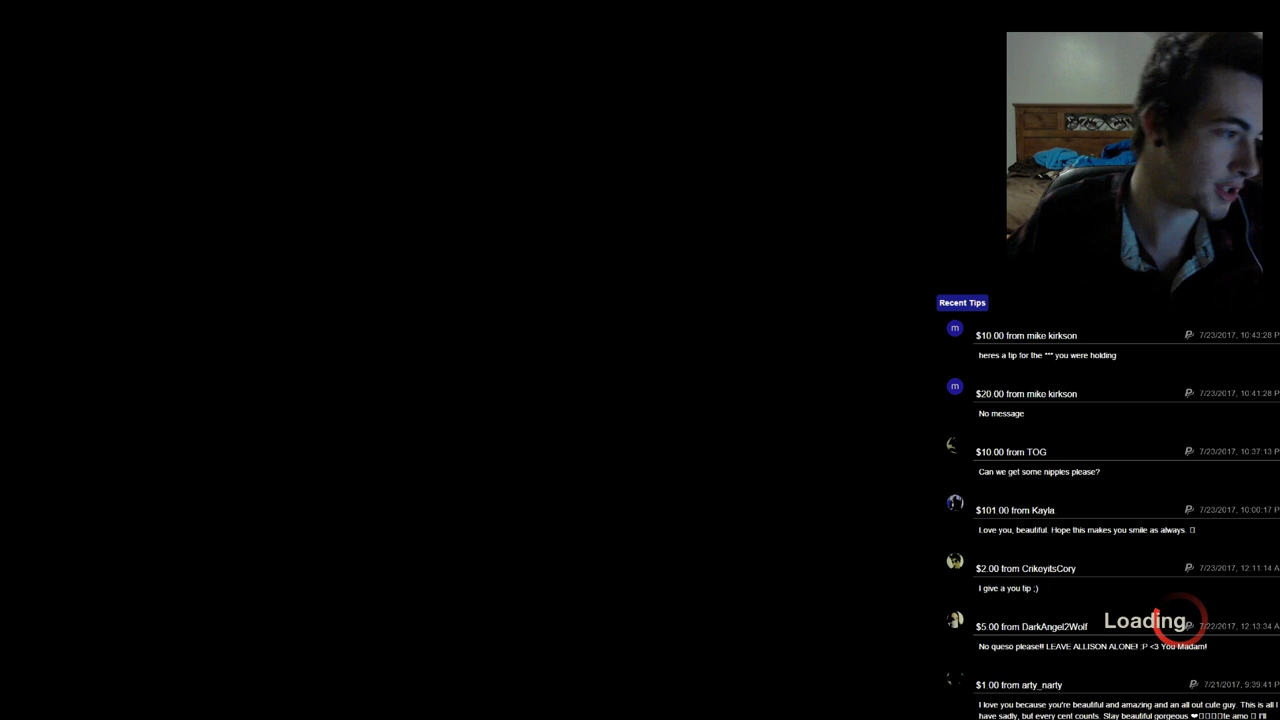 Recent Tips
m
$10.00 from mike kirkson 7/23/2017, 10:43:28 P
heres a tip for the *** you were holding
m
$20.00 from mike kirkson 7/23/2017, 10:41:28 P
No message
$10.00 from TOG 7/23/2017, 10:37:13 P
Can we get some nipples please?
$101.00 from Kayla 7/23/2017, 10:00:17 P
Love you, beautiful. Hope this makes you smile as always.
$2.00 from CrikeyitsCory 7/23/2017, 12:11:14 A
I give a you tip ;)
Loading
$5.00 from DarkAngel2Wolf 7/22/2017, 12:13:34 A
No queso please!! LEAVE ALLISON ALONE! :P <3 You Madam!
$1.00 from arty_narty 7/21/2017, 9:39:41 P
I love you because you're beautiful and amazing and an all out cute guy. This is all I
have sadly, but every cent counts. Stay beautiful gorgeous ❤ te amo